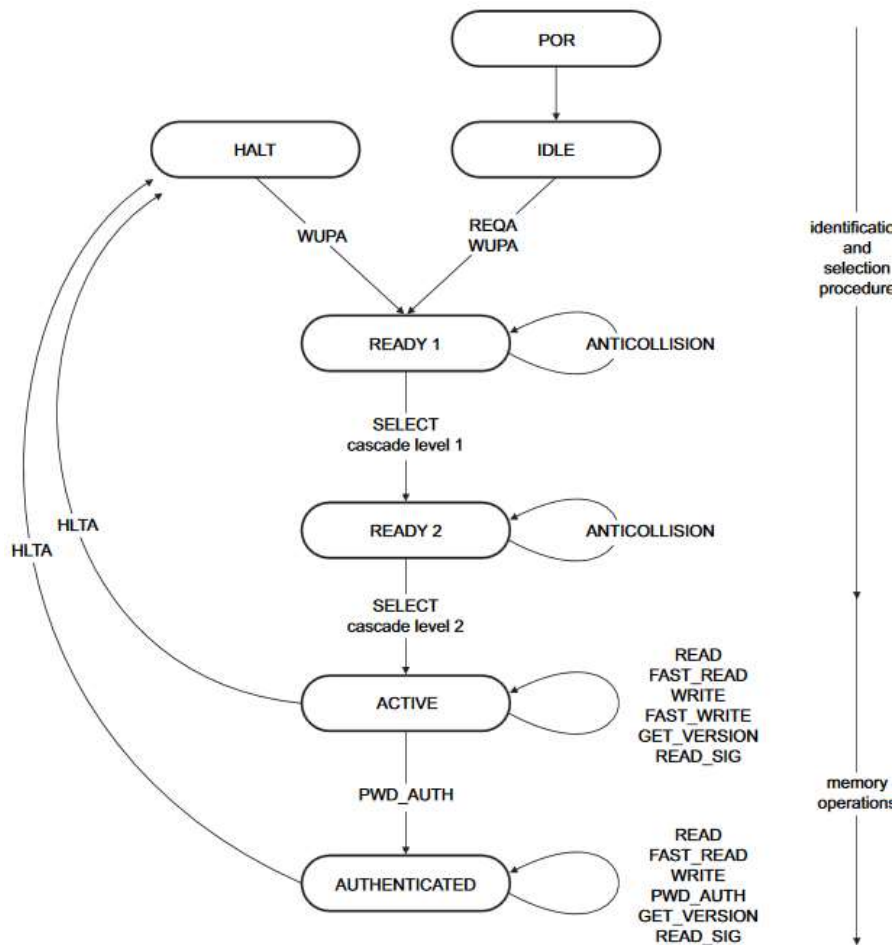 POR
HALT
IDLE
WUPA
REQA
WUPA
identificatio
and
selection
procedure
READY 1
ANTICOLLISION
SELECT
cascade level 1
READY 2
ANTICOLLISION
HLTA
HLTA
SELECT
cascade level 2
ACTIVE
READ
FAST_READ
WRITE
FAST_WRITE
GET_VERSION
READ_SIG
PWD_AUTH
memory
operations
AUTHENTICATED
READ
FAST_READ
WRITE
PWD_AUTH
GET_VERSION
READ_SIG